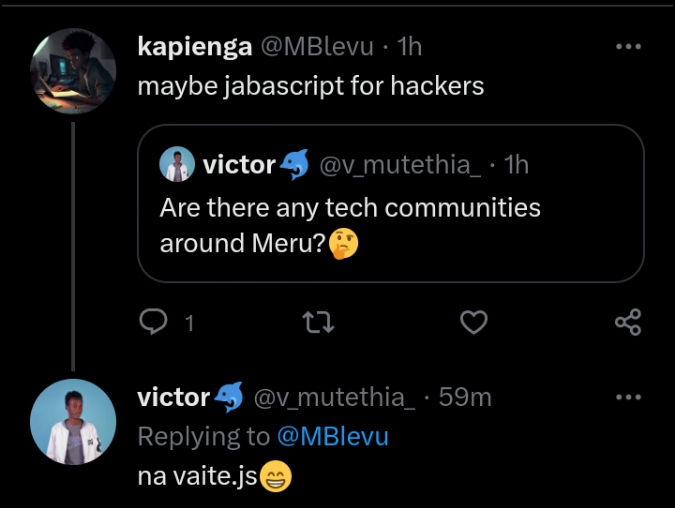 kapienga @MBlevu · 1h
maybe jabascript for hackers
victor🐬 @v_mutethia_ · 1h
Are there any tech communities
around Meru?🤔
1
victor🐬 @v_mutethia_ · 59m
Replying to @MBlevu
na vaite.js😁